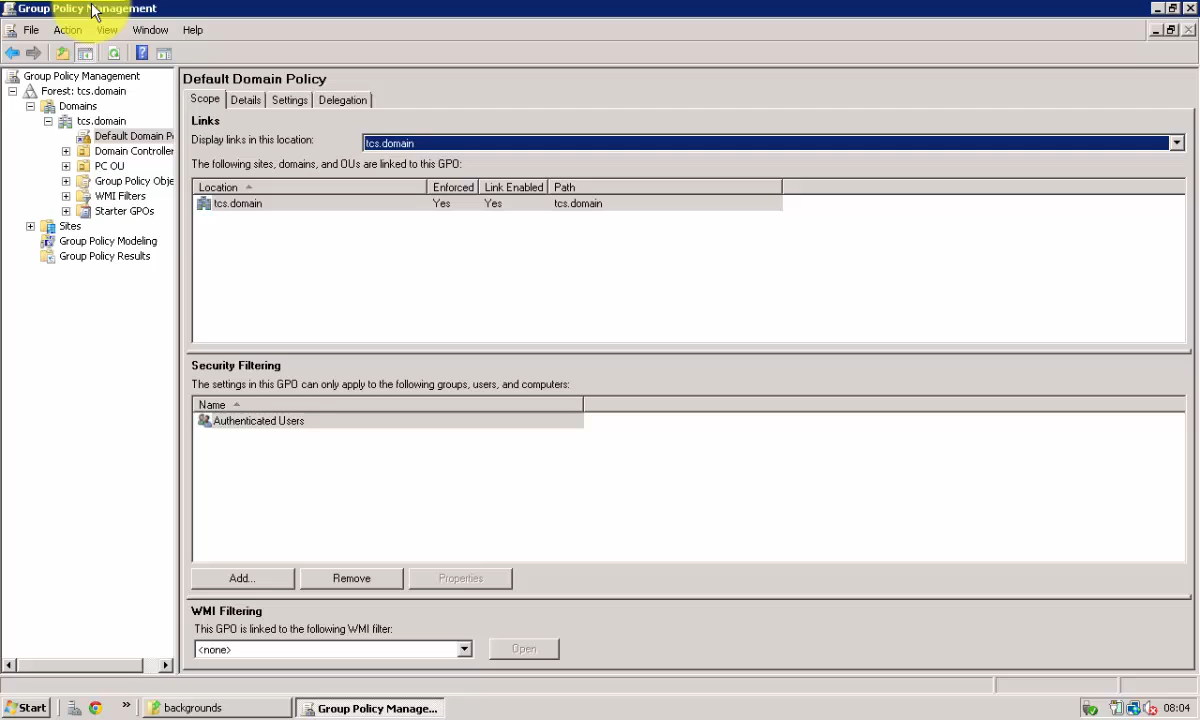 Group Policy Management
File Action View Window Help
Group Policy Management
Forest: tcs.domain
Domains
tcs.domain
Default Domain P
Domain Controller
PC OU
Group Policy Obje
WMI Filters
Starter GPOs
Sites
Group Policy Modeling
Group Policy Results
Default Domain Policy
Scope Details Settings Delegation
Links
Display links in this location: tcs.domain
The following sites, domains, and OUs are linked to this GPO:
Location Enforced Link Enabled Path
tcs.domain Yes Yes tcs.domain
Security Filtering
The settings in this GPO can only apply to the following groups, users, and computers:
Name
Authenticated Users
Add... Remove Properties
WMI Filtering
This GPO is linked to the following WMI filter:
<none> Open
Start » backgrounds Group Policy Manage... 08:04